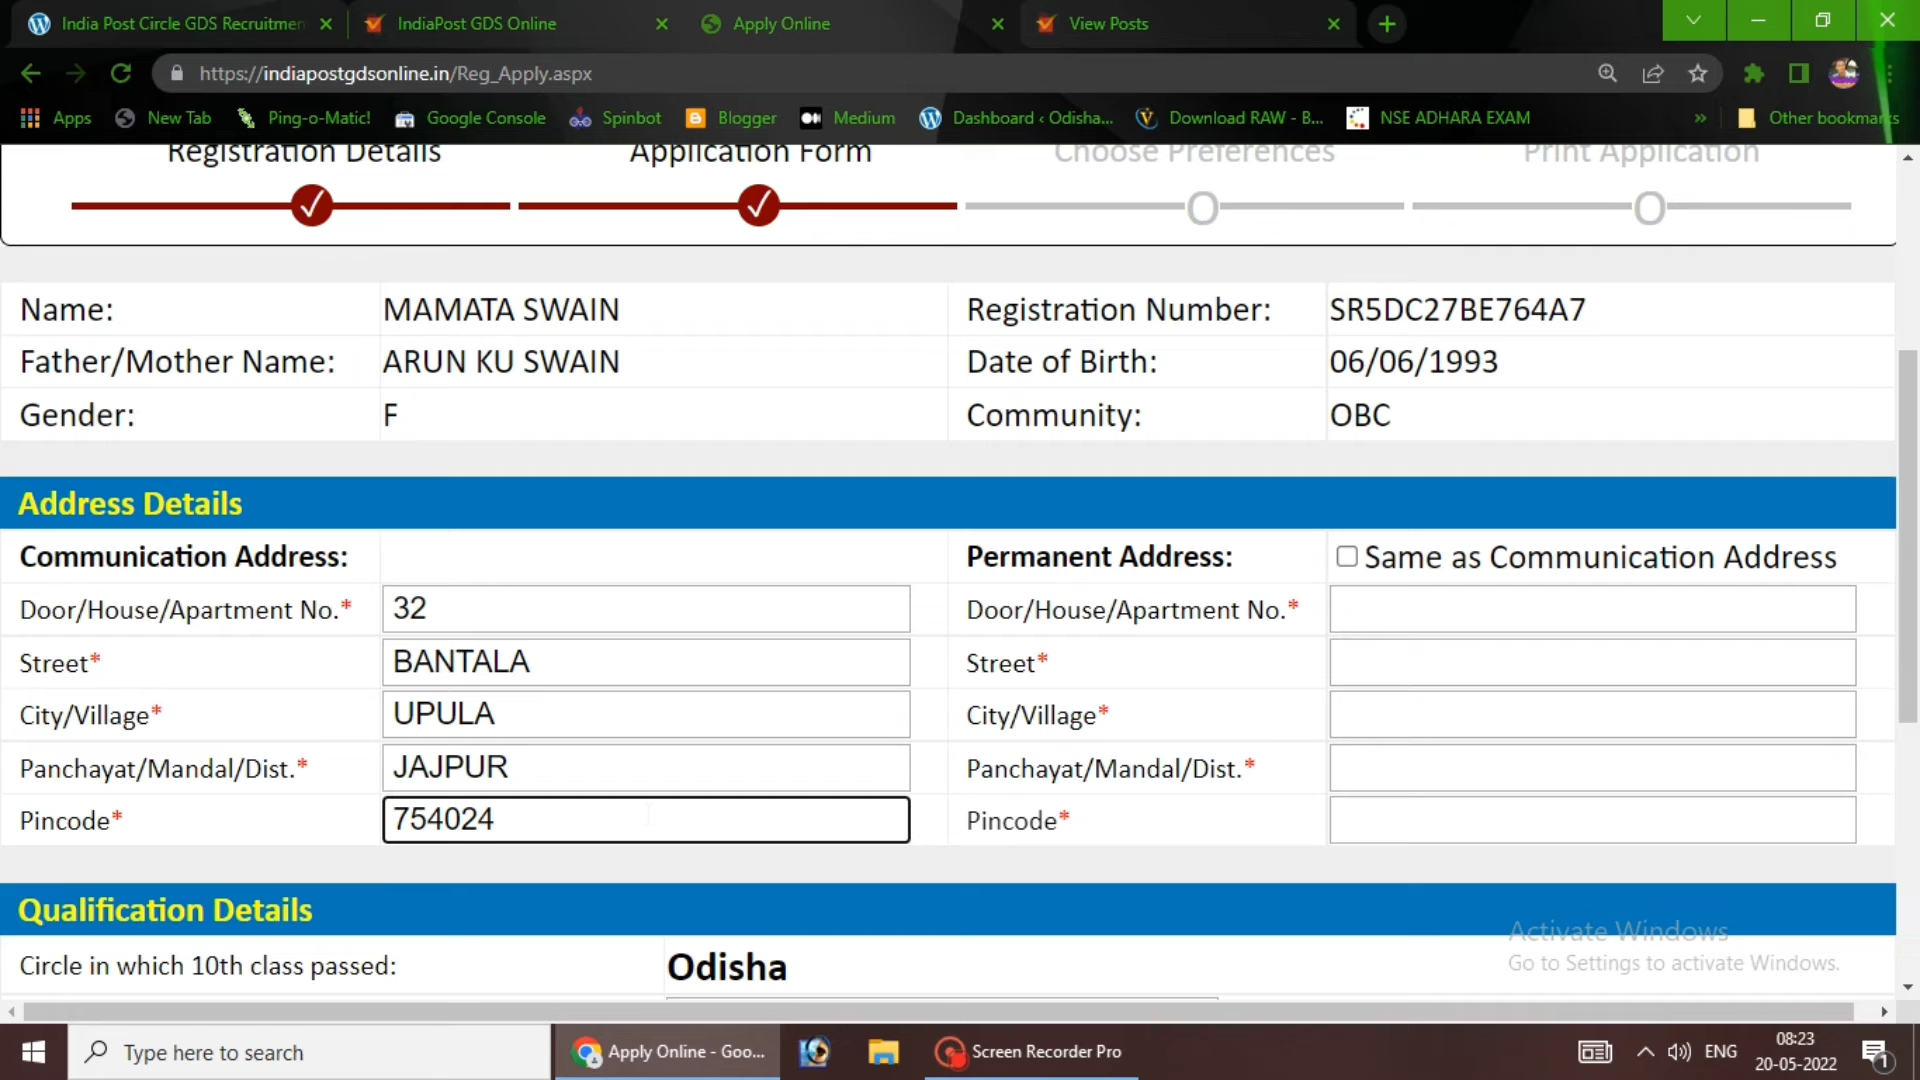 India Post Circle GDS Recruitmen
IndiaPost GDS Online
Apply Online
View Posts
https://indiapostgdsonline.in/Reg_Apply.aspx
Apps
New Tab
Ping-o-Matic!
Google Console
Spinbot
Blogger
Medium
Dashboard ‹ Odisha...
Download RAW - B...
NSE ADHARA EXAM
»
Other bookmarks
Registration Details
Application Form
Choose Preferences
Print Application
Name: MAMATA SWAIN Registration Number: SR5DC27BE764A7
Father/Mother Name: ARUN KU SWAIN Date of Birth: 06/06/1993
Gender: F Community: OBC
Address Details
Communication Address: Permanent Address: Same as Communication Address
Door/House/Apartment No.* 32 Door/House/Apartment No.*
Street* BANTALA Street*
City/Village* UPULA City/Village*
Panchayat/Mandal/Dist.* JAJPUR Panchayat/Mandal/Dist.*
Pincode* 754024 Pincode*
Qualification Details
Circle in which 10th class passed: Odisha
Activate Windows
Go to Settings to activate Windows.
Type here to search
Apply Online - Goo...
Screen Recorder Pro
ENG
08:23
20-05-2022
1